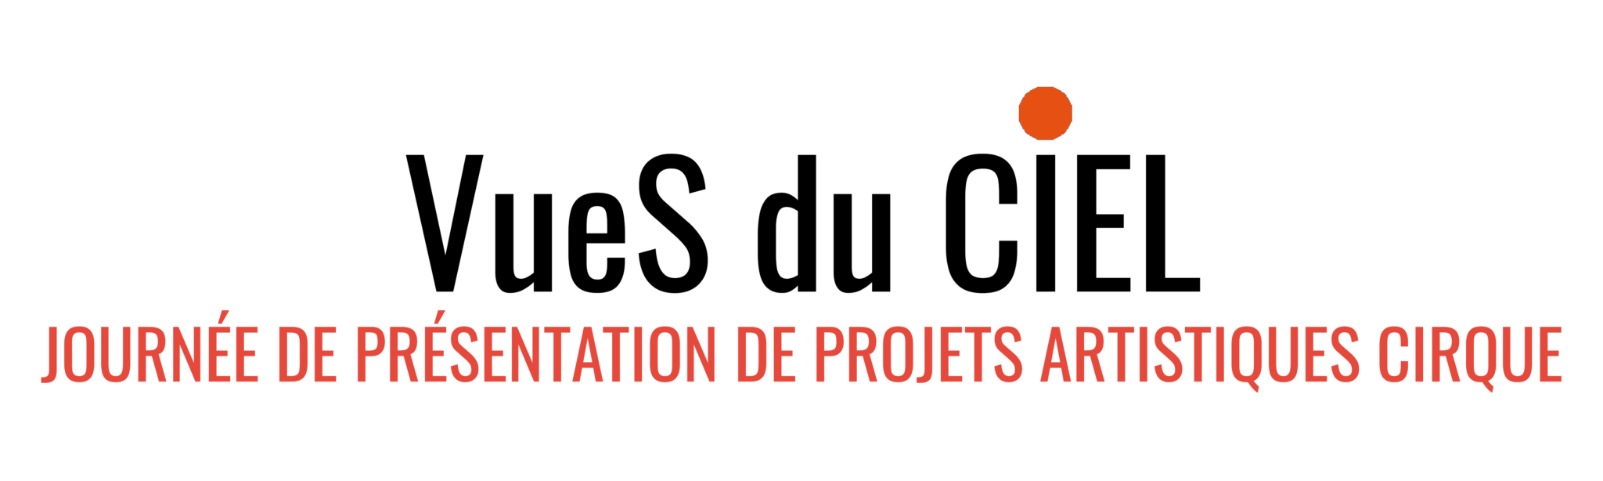 VueS du CiEL
JOURNÉE DE PRÉSENTATION DE PROJETS ARTISTIQUES CIRQUE